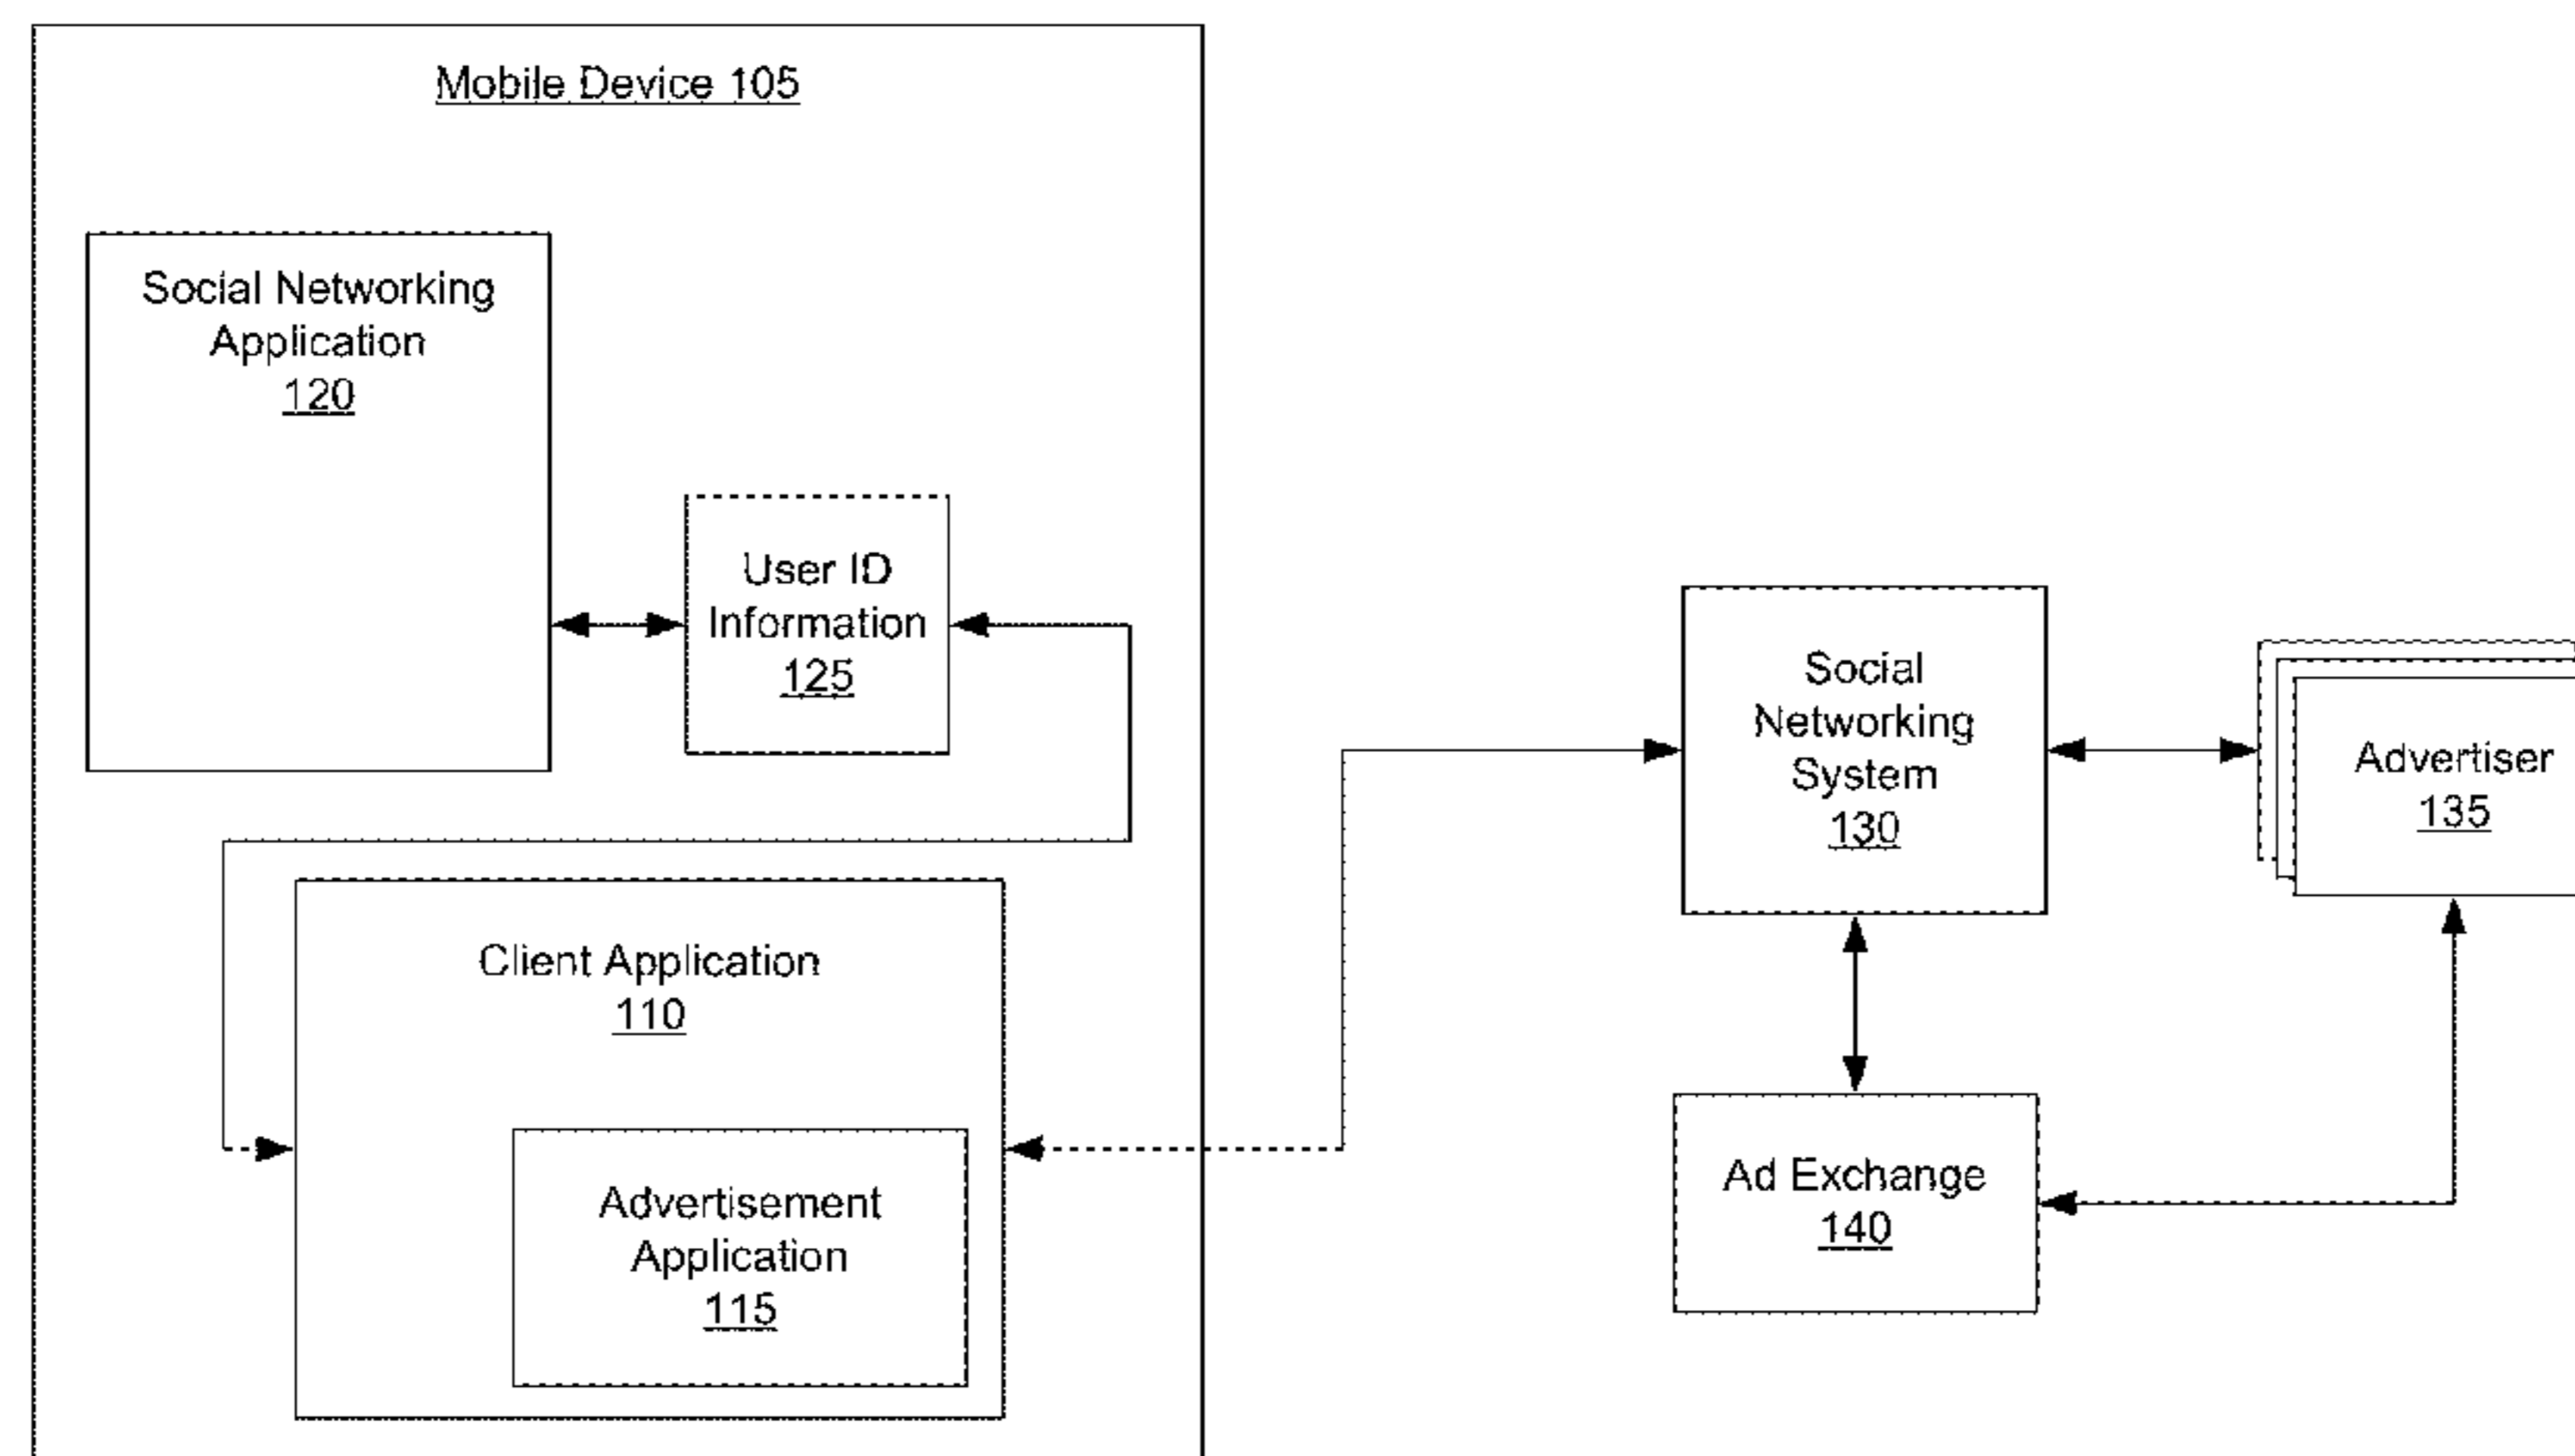 Mobile Device 105
Social Networking
Application
120
User ID
Information
125
Client Application
110
Advertisement
Application
115
Social
Networking
System
130
Advertiser
135
Ad Exchange
140